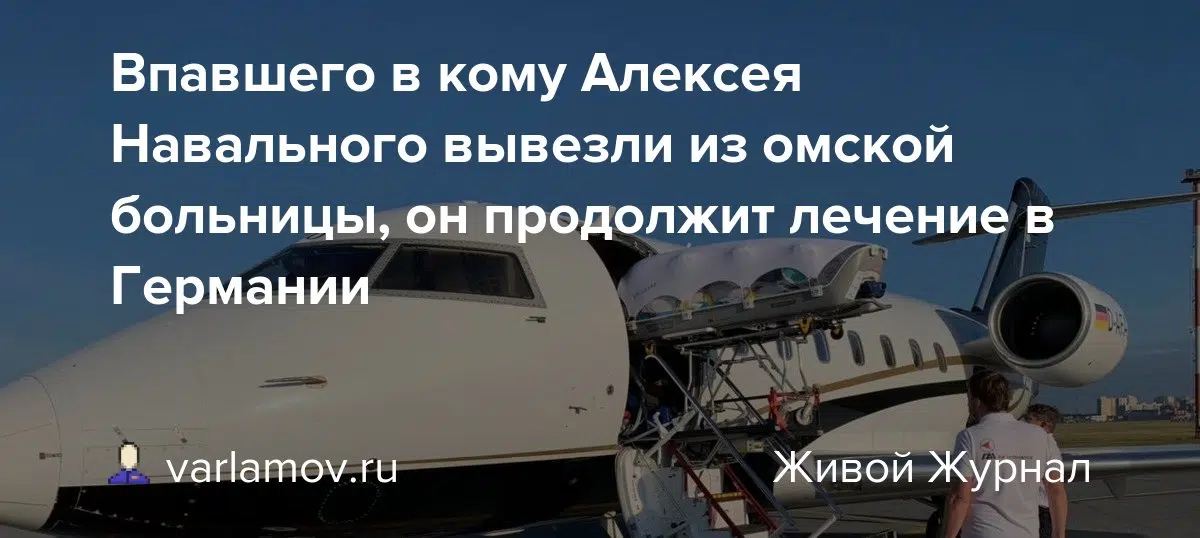 Впавшего в кому Алексея
Навального вывезли из омской
больницы, он продолжит лечение в
Германии
varlamov.ru
Живой Журнал